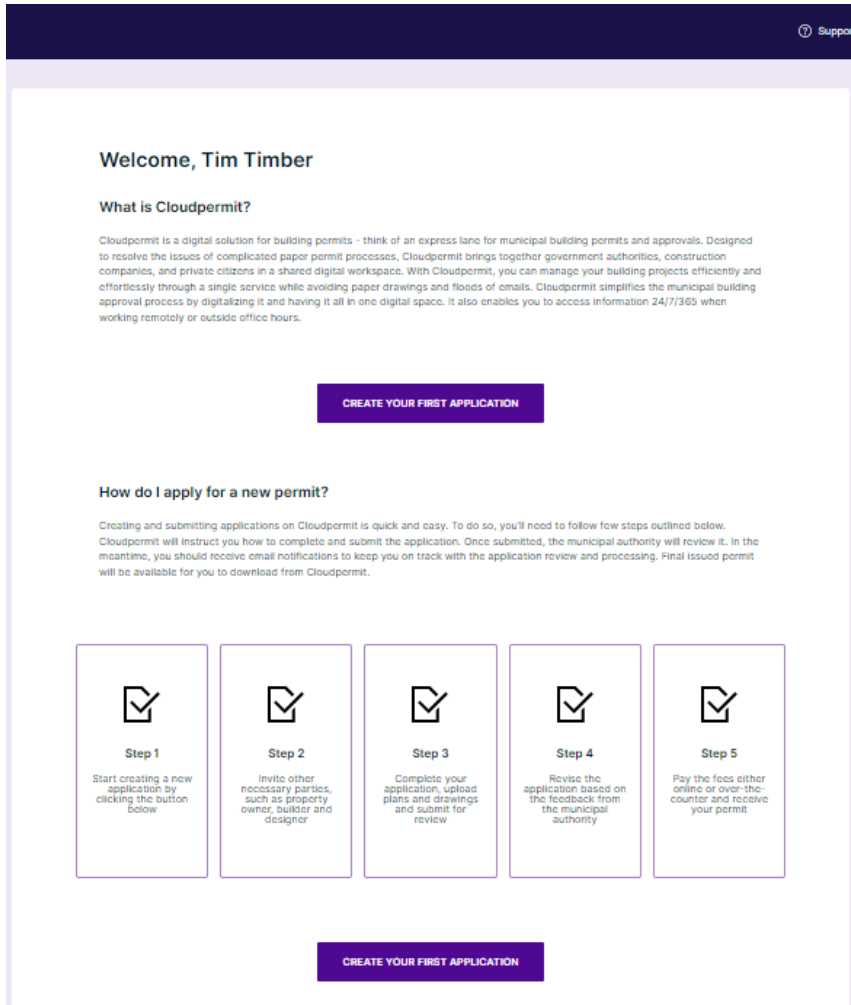 Suppor
Welcome, Tim Timber
What is Cloudpermit?
Cloudpermit is a digital solution for building permits - think of an express lane for municipal building permits and approvals. Designed
to resolve the issues of complicated paper permit processes, Cloudpermit brings together government authorities, construction
companies, and private citizens in a shared digital workspace. With Cloudpermit, you can manage your building projects efficiently and
effortlessly through a single service while avoiding paper drawings and floods of emails. Cloudpermit simplifies the municipal building
approval process by digitalizing it and having it all in one digital space. It also enables you to access information 24/7/365 when
working remotely or outside office hours.
CREATE YOUR FIRST APPLICATION
How do I apply for a new permit?
Creating and submitting applications on Cloudpermit is quick and easy. To do so, you'll need to follow few steps outlined below.
Cloudpermit will instruct you how to complete and submit the application. Once submitted, the municipal authority will review it. In the
meantime, you should receive email notifications to keep you on track with the application review and processing. Final issued permit
will be available for you to download from Cloudpermit.
Step 1
Start creating a new
application by
clicking the button
below
Step 2
Invite other
necessary parties,
such as property
owner, builder and
designer
Step 3
Complete your
application, upload
plans and drawings
and submit for
review
Step 4
Revise the
application based on
the feedback from
the municipal
authority
Step 5
Pay the fees either
online or over-the-
counter and receive
your permit
CREATE YOUR FIRST APPLICATION